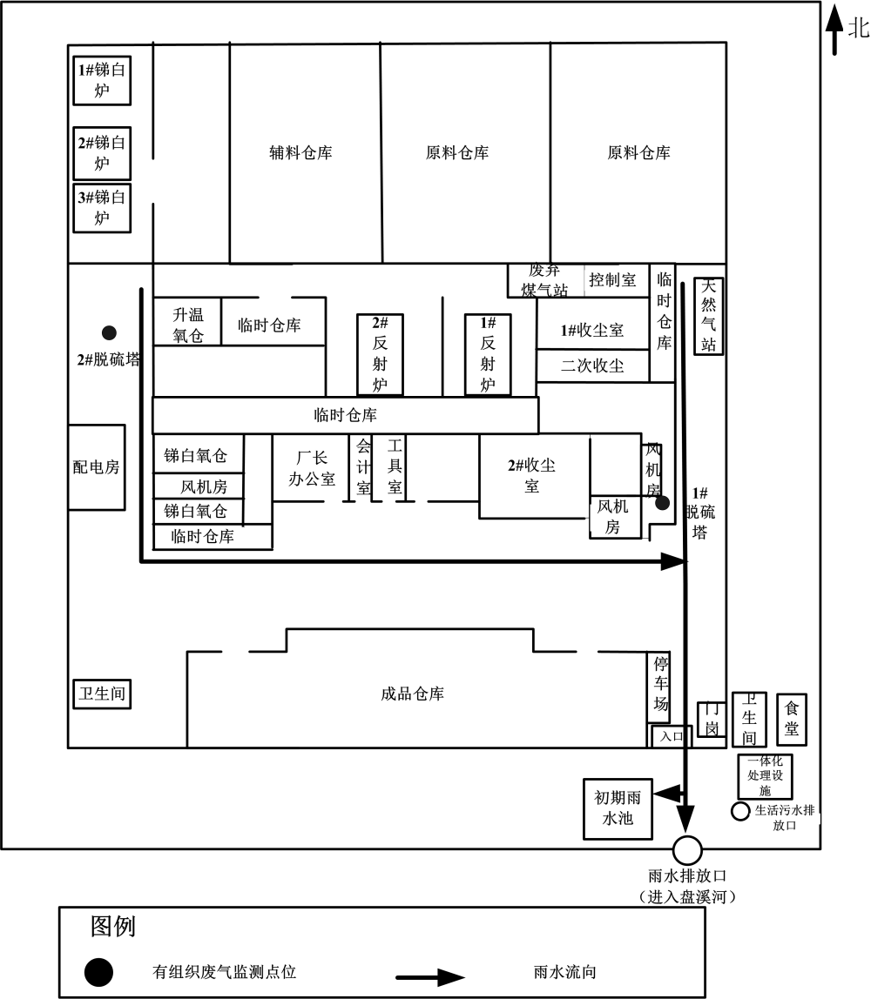 北
1#锑白
炉
2#锑白
炉
3#锑白
炉
辅料仓库
原料仓库
原料仓库
废弃
煤气站
控制室
临
时
仓
库
天
然
气
站
升温
氧仓
临时仓库
2#
反
射
炉
1#
反
射
炉
1#收尘室
二次收尘
2#脱硫塔
临时仓库
配电房
锑白氧仓
风机房
锑白氧仓
临时仓库
厂长
办公室
会
计
室
工
具
室
2#收尘
室
风
机
房
风机
房
1#
脱硫
塔
卫生间
成品仓库
停
车
场
入口
门
岗
卫
生
间
食
堂
一体化
处理设
施
生活污水排
放口
初期雨
水池
雨水排放口
（进入盘溪河）
图例
有组织废气监测点位
雨水流向